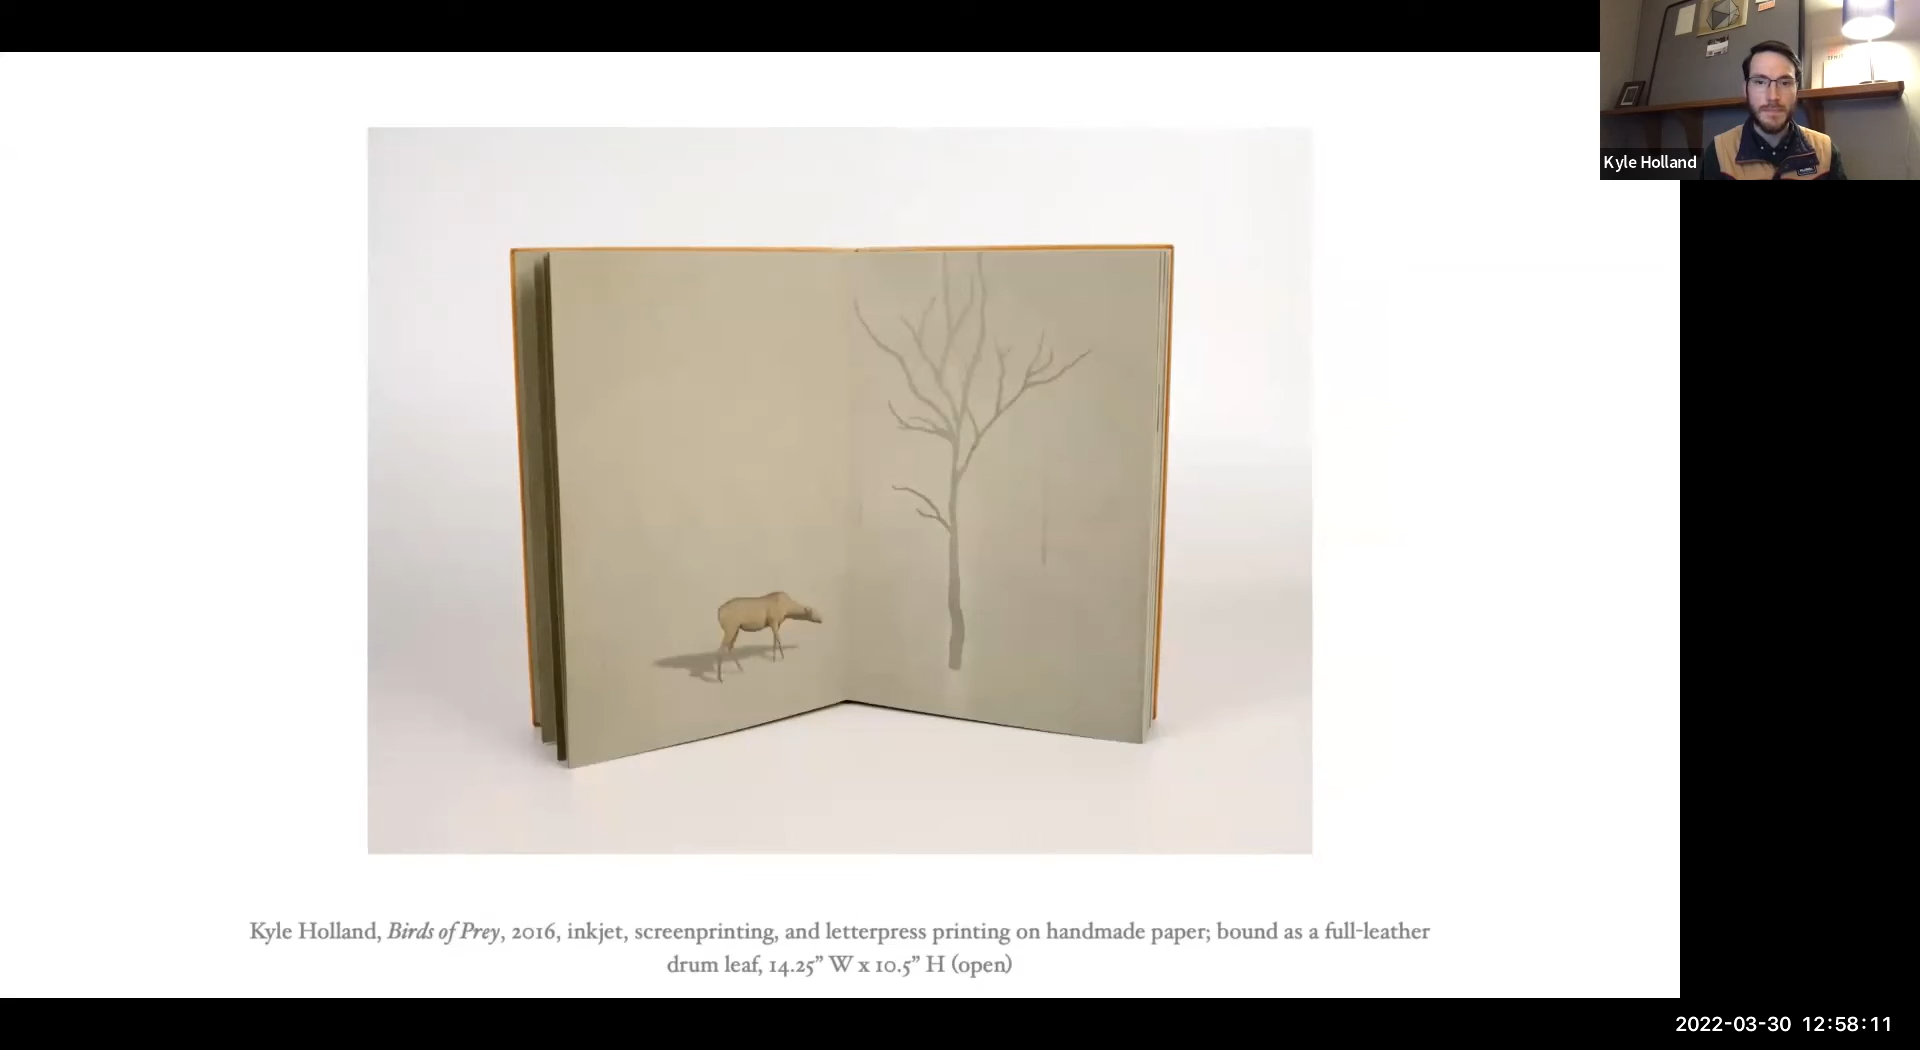 Kyle Holland
Kyle Holland, Birds of Prey, 2016, inkjet, screenprinting, and letterpress printing on handmade paper; bound as a full-leather
drum leaf, 14.25” W x 10.5” H (open)
2022-03-30 12:58:11